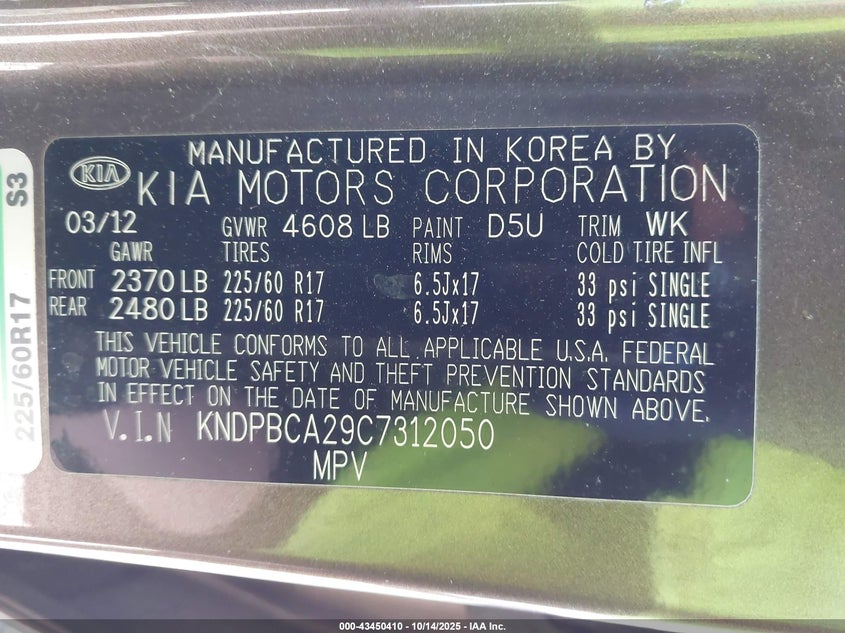 MANUFACTURED IN KOREA BY
KIA KIA MOTORS CORPORATION
03/12 GVWR 4608 LB PAINT D5U TRIM WK
GAWR TIRES RIMS COLD TIRE INFL
FRONT 2370 LB 225/60 R17 6.5Jx17 33 psi SINGLE
REAR 2480 LB 225/60 R17 6.5Jx17 33 psi SINGLE
THIS VEHICLE CONFORMS TO ALL APPLICABLE U.S.A. FEDERAL
MOTOR VEHICLE SAFETY AND THEFT PREVENTION STANDARDS
IN EFFECT ON THE DATE OF MANUFACTURE SHOWN ABOVE.
V.I.N KNDPBCA29C7312050
MPV
225/60R17 S3
000-43450410 - 10/14/2025 - IAA Inc.